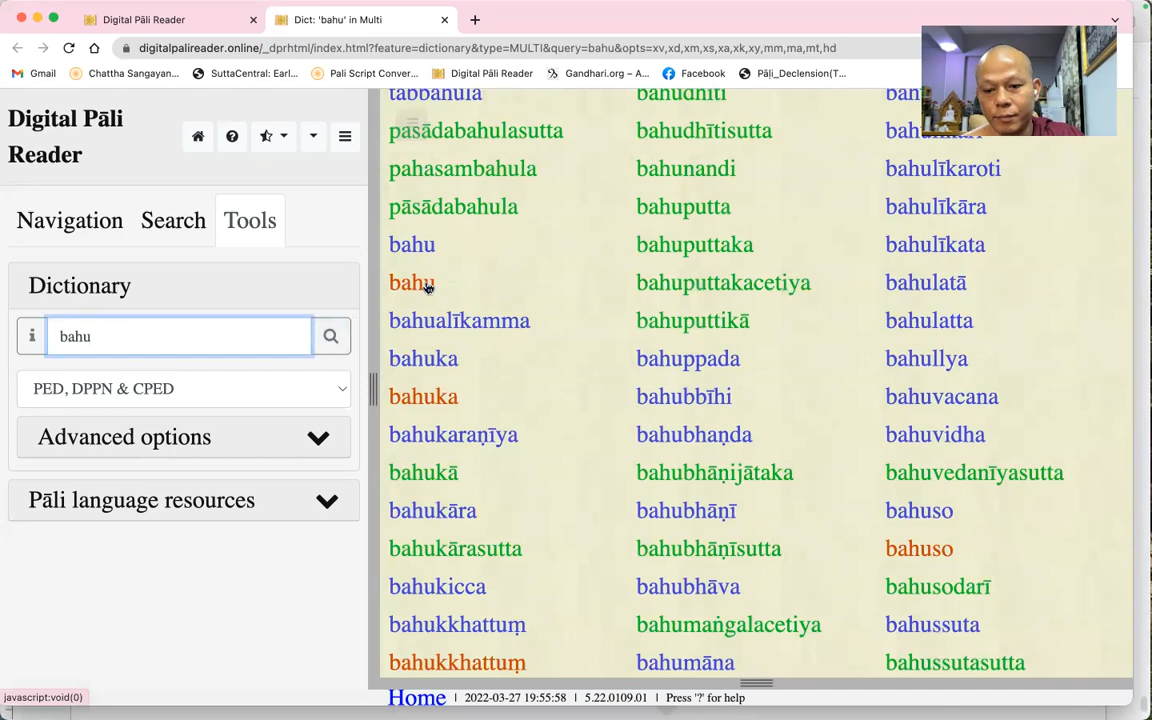 Digital Pāli Reader
Dict: 'bahu' in Multi
digitalpalireader.online/_dprhtml/index.html?feature=dictionary&type=MULTI&query=bahu&opts=xv,xd,xm,xs,xa,xk,xy,mm,ma,mt,hd
Gmail
Chattha Sangayan...
SuttaCentral: Earl...
Pali Script Conver...
Digital Pāli Reader
Gandhari.org – A...
Facebook
Pāḷi_Declension(T...
Digital Pāli
Reader
Navigation
Search
Tools
Dictionary
bahu
PED, DPPN & CPED
Advanced options
Pāli language resources
tabbahula
pasādabahulasutta
pahasambahula
pāsādabahula
bahu
bahu
bahualīkamma
bahuka
bahuka
bahukaraṇīya
bahukā
bahukāra
bahukārasutta
bahukicca
bahukkhattuṃ
bahukkhattuṃ
bahudhiti
bahudhītisutta
bahunandi
bahuputta
bahuputtaka
bahuputtakacetiya
bahuputtikā
bahuppada
bahubbīhi
bahubhaṇḍa
bahubhāṇijātaka
bahubhāṇī
bahubhāṇīsutta
bahubhāva
bahumaṅgalacetiya
bahumāna
bahulīkaroti
bahulīkāra
bahulīkata
bahulatā
bahulatta
bahullya
bahuvacana
bahuvidha
bahuvedanīyasutta
bahuso
bahuso
bahusodarī
bahussuta
bahussutasutta
javascript:void(0)
Home | 2022-03-27 19:55:58 | 5.22.0109.01 | Press '?' for help